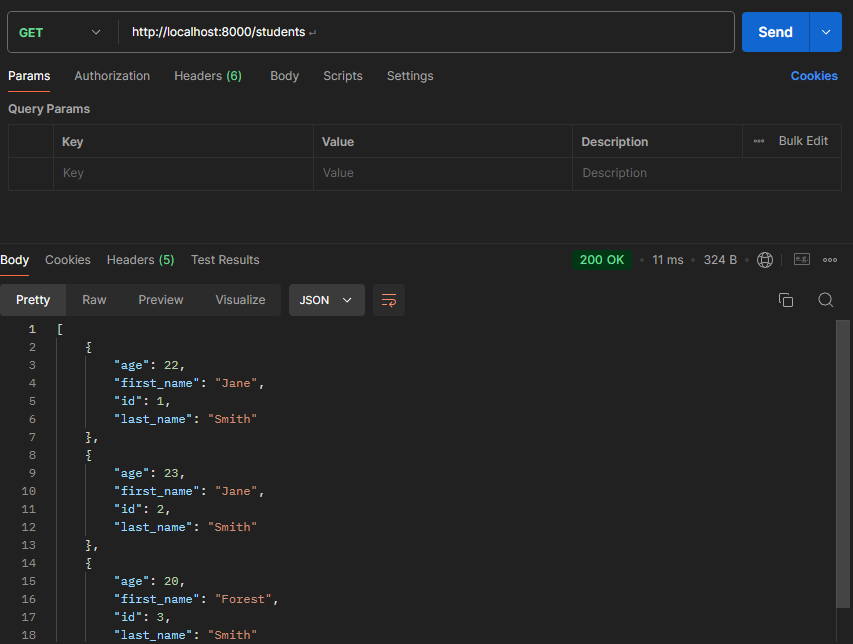 GET http://localhost:8000/students Send
Params Authorization Headers (6) Body Scripts Settings Cookies
Query Params
Key Value Description Bulk Edit
Key Value Description
Body Cookies Headers (5) Test Results 200 OK 11 ms 324 B e.g.
Pretty Raw Preview Visualize JSON
1 [
2 {
3 "age": 22,
4 "first_name": "Jane",
5 "id": 1,
6 "last_name": "Smith"
7 },
8 {
9 "age": 23,
10 "first_name": "Jane",
11 "id": 2,
12 "last_name": "Smith"
13 },
14 {
15 "age": 20,
16 "first_name": "Forest",
17 "id": 3,
18 "last_name": "Smith"